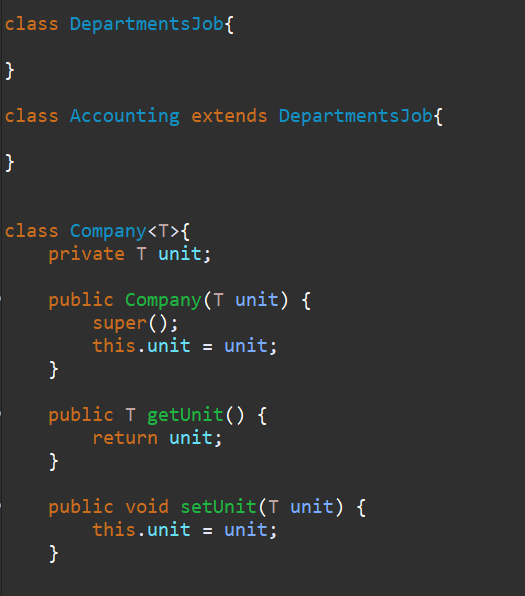 class DepartmentsJob{
}
class Accounting extends DepartmentsJob{
}
class Company<T>{
    private T unit;
    public Company(T unit) {
        super();
        this.unit = unit;
    }
    public T getUnit() {
        return unit;
    }
    public void setUnit(T unit) {
        this.unit = unit;
    }